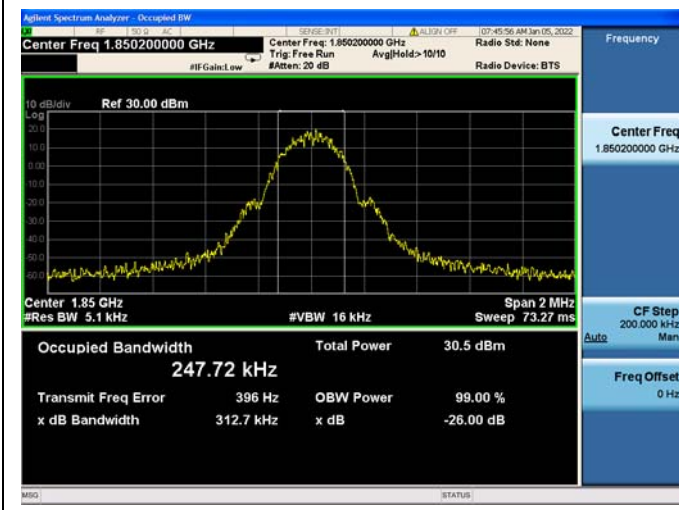 Agilent Spectrum Analyzer - Occupied BW
RF 50 Ω AC SENSE:INT ALIGN OFF 07:45:56 AM Jan 05, 2022
Center Freq 1.850200000 GHz
Center Freq: 1.850200000 GHz
Radio Std: None
Trig: Free Run Avg|Hold:> 10/10
#IFGain:Low #Atten: 20 dB Radio Device: BTS
Frequency
10 dB/div Ref 30.00 dBm
Log
20.0
10.0
0.00
-10.0
-20.0
-30.0
-40.0
-50.0
-60.0
Center 1.85 GHz Span 2 MHz
#Res BW 5.1 kHz #VBW 16 kHz Sweep 73.27 ms
Occupied Bandwidth Total Power 30.5 dBm
247.72 kHz
Transmit Freq Error 396 Hz OBW Power 99.00 %
x dB Bandwidth 312.7 kHz x dB -26.00 dB
Center Freq
1.850200000 GHz
CF Step
200.000 kHz
Auto Man
Freq Offset
0 Hz
MSG STATUS